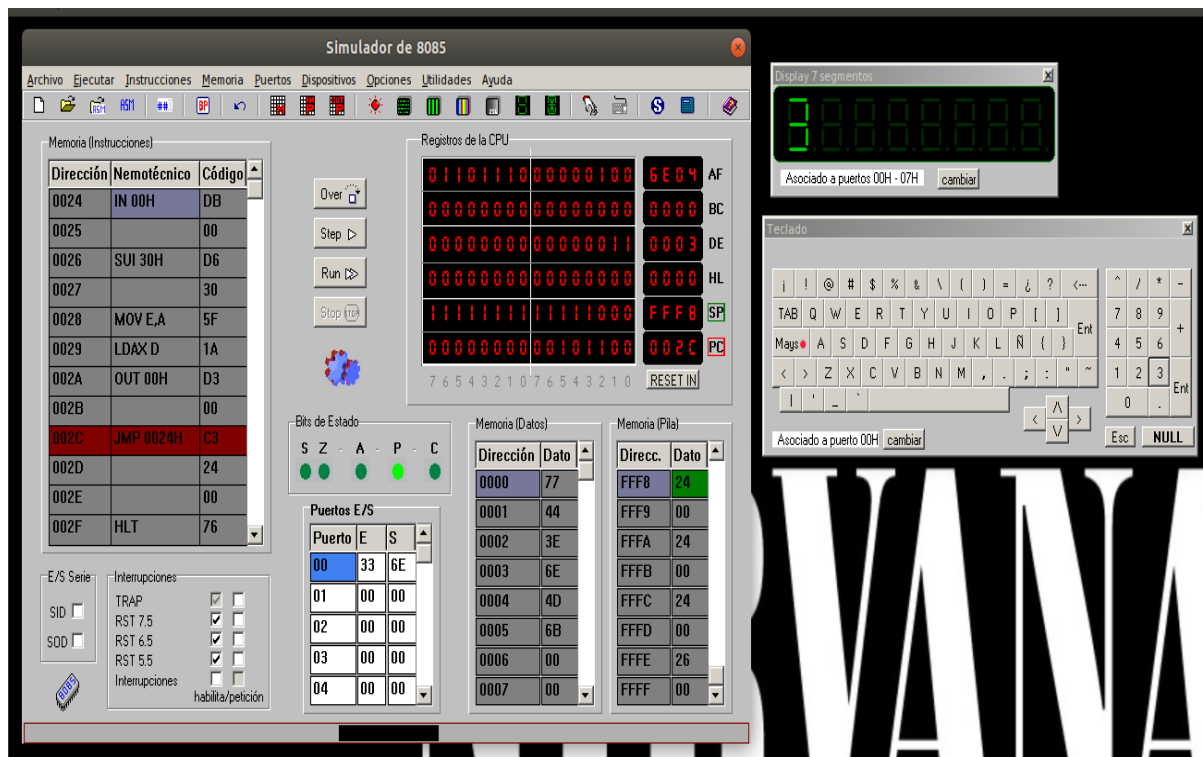 Simulador de 8085
Archivo Ejecutar Instrucciones Memoria Puertos Dispositivos Opciones Utilidades Ayuda
ASM ASM ## BP S
Memoria (Instrucciones)
Dirección Nemotécnico Código
0024 IN 00H DB
0025 00
0026 SUI 30H D6
0027 30
0028 MOV E,A 5F
0029 LDAX D 1A
002A OUT 00H D3
002B 00
002C JMP 0024H C3
002D 24
002E 00
002F HLT 76
Over
Step
Run
Stop STOP
Registros de la CPU
0110111000000100 6E04 AF
0000000000000000 0000 BC
0000000000000011 0003 DE
0000000000000000 0000 HL
1111111111111000 FFF8 SP
0000000000101100 002C PC
7 6 5 4 3 2 1 0 7 6 5 4 3 2 1 0 RESET IN
Bits de Estado
S Z - A - P - C
Puertos E/S
Puerto E S
00 33 6E
01 00 00
02 00 00
03 00 00
04 00 00
Memoria (Datos)
Dirección Dato
0000 77
0001 44
0002 3E
0003 6E
0004 4D
0005 6B
0006 00
0007 00
Memoria (Pila)
Direcc. Dato
FFF8 24
FFF9 00
FFFA 24
FFFB 00
FFFC 24
FFFD 00
FFFE 26
FFFF 00
E/S Serie
SID
SOD
8085
Interrupciones
TRAP
RST 7.5
RST 6.5
RST 5.5
Interrupciones
habilita/petición
Display 7 segmentos
3
Asociado a puertos 00H - 07H cambiar
Teclado
¡ ! @ # $ % & \ ( ) = ¿ ? <--- ^ / * -
TAB Q W E R T Y U I O P [ ] Ent 7 8 9 +
Mays A S D F G H J K L Ñ { } 4 5 6
< > Z X C V B N M , . ; : " ~ 1 2 3 Ent
| ' _ ` 0 .
< /\ \/ >
Asociado a puerto 00H cambiar Esc NULL
VANA